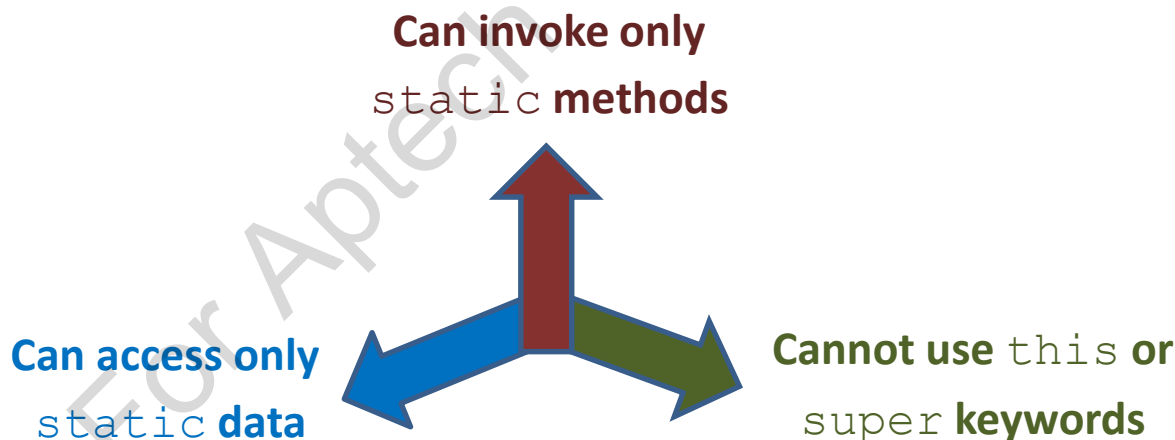 Can invoke only
static methods
For Aptech
Can access only
static data
Cannot use this or
super keywords